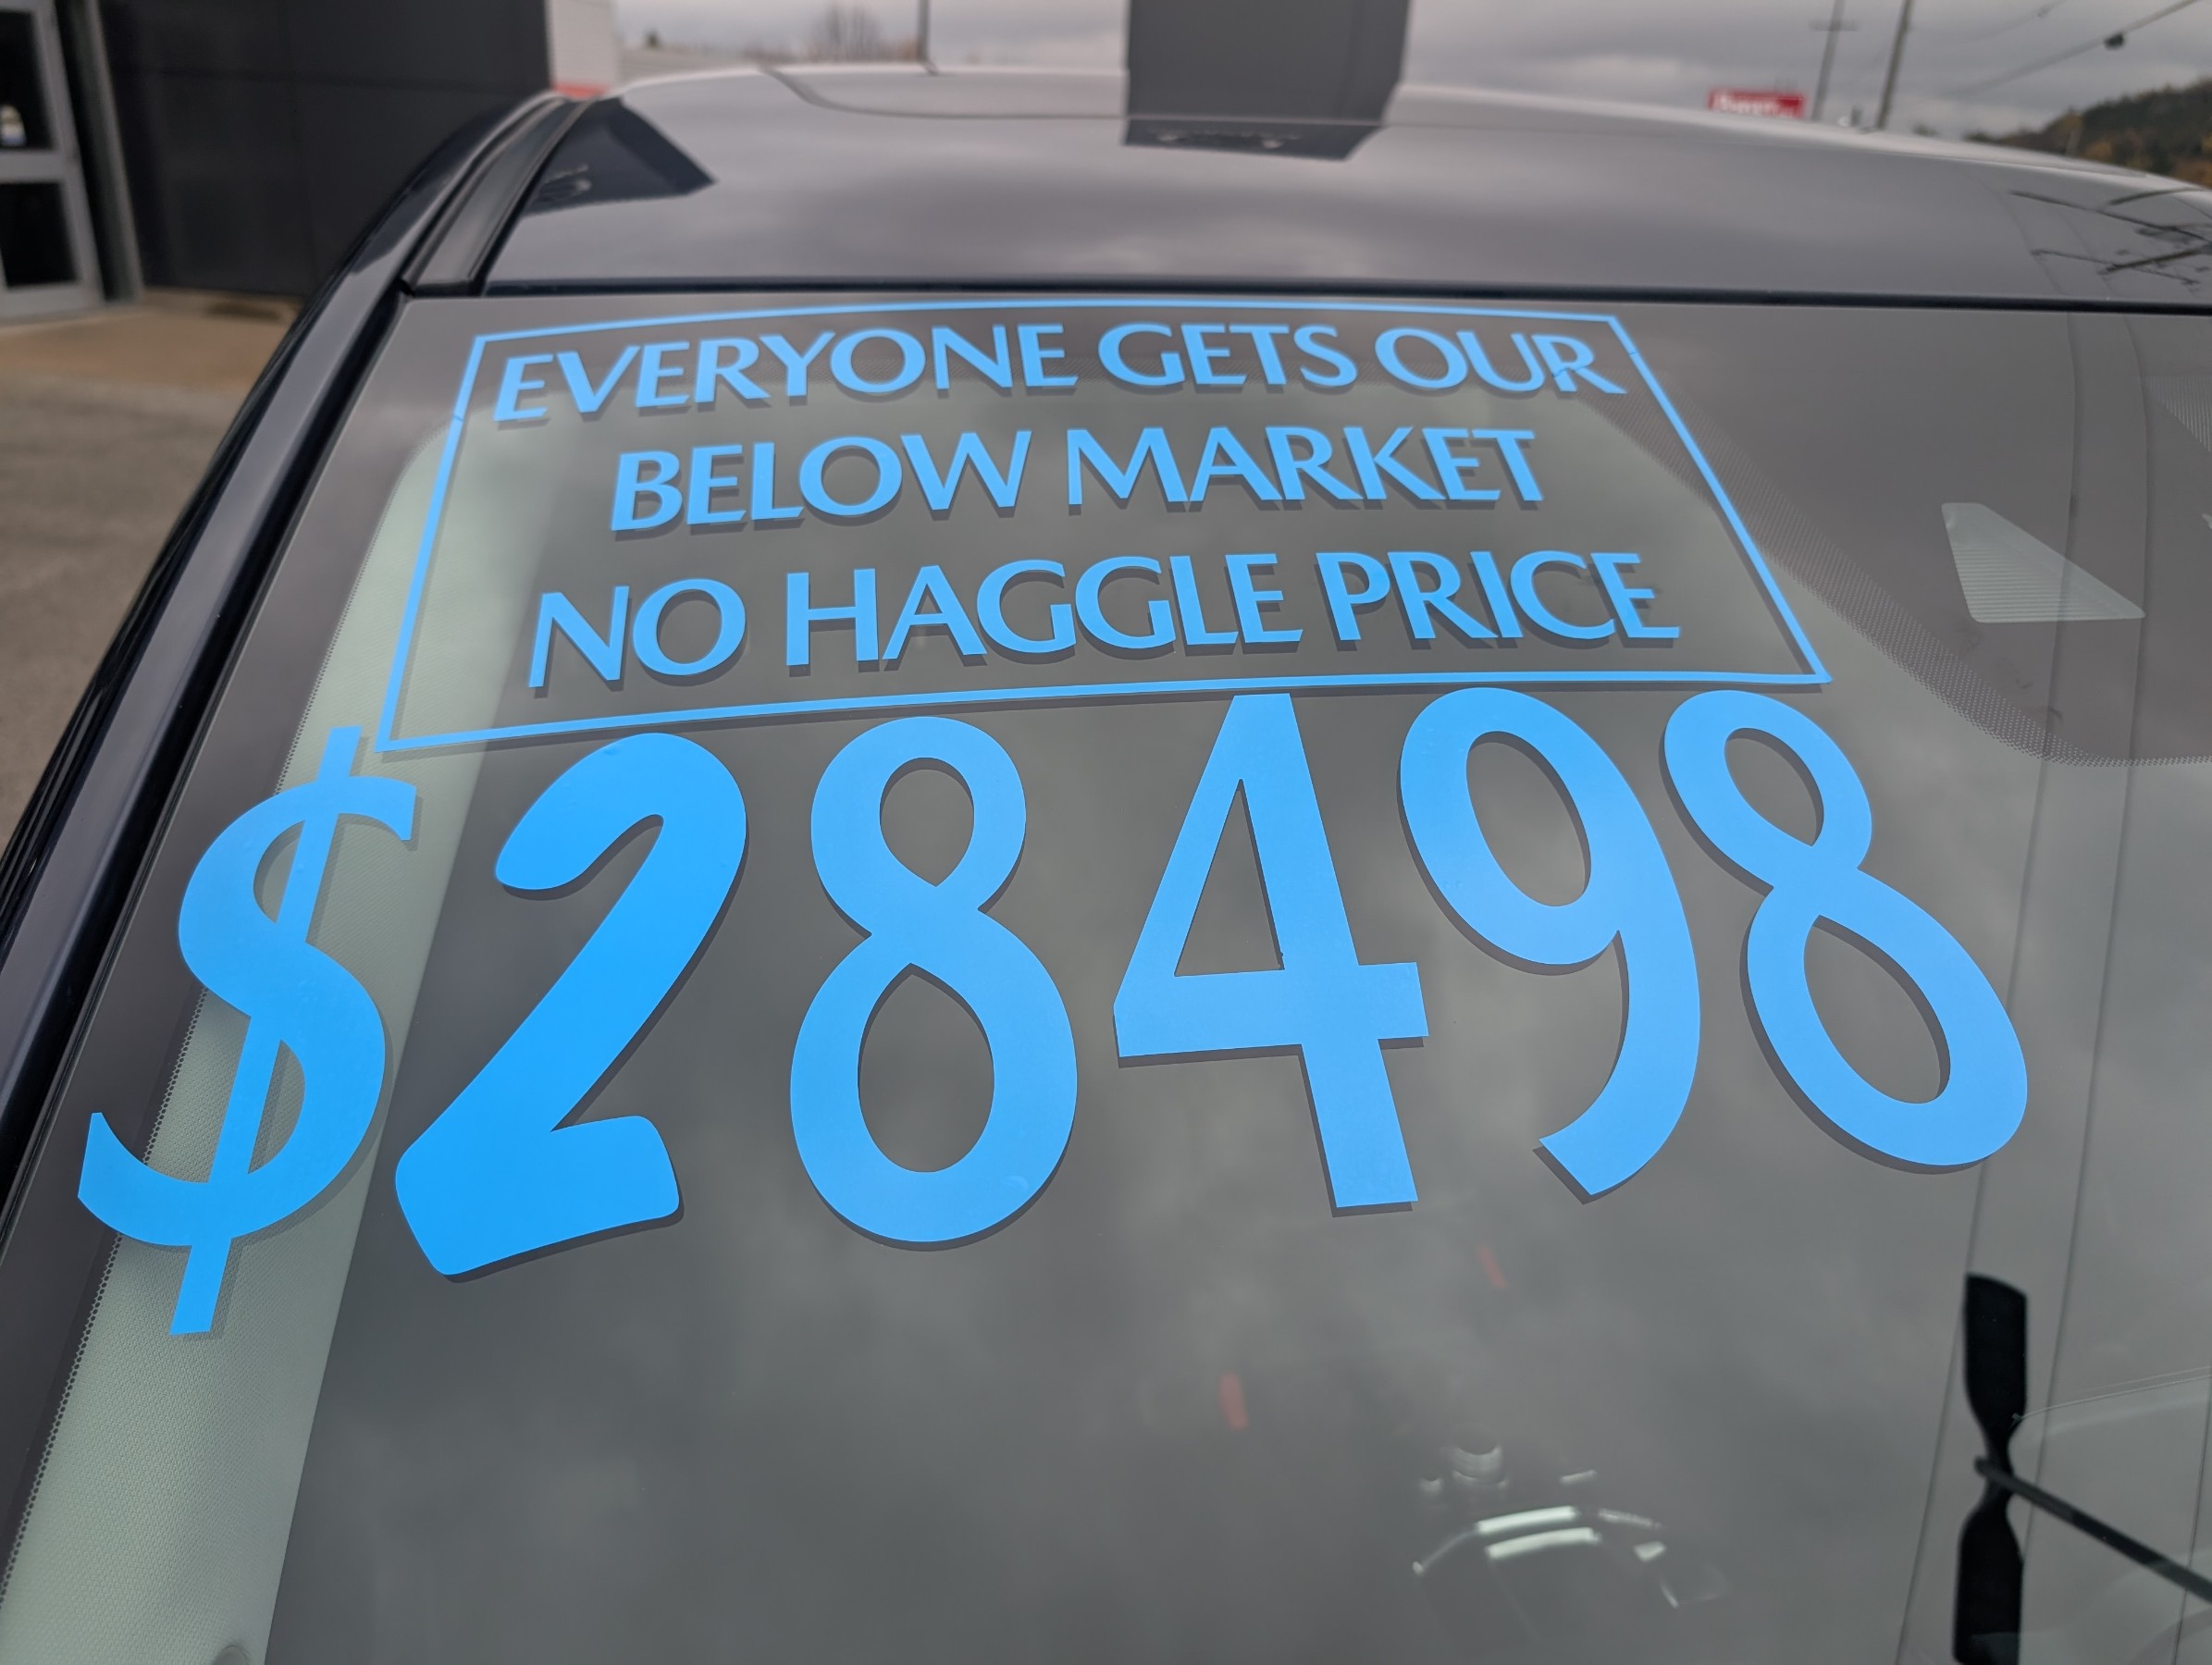 EVERYONE GETS OUR
BELOW MARKET
NO HAGGLE PRICE
$28498